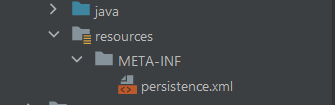 java
resources
META-INF
persistence.xml